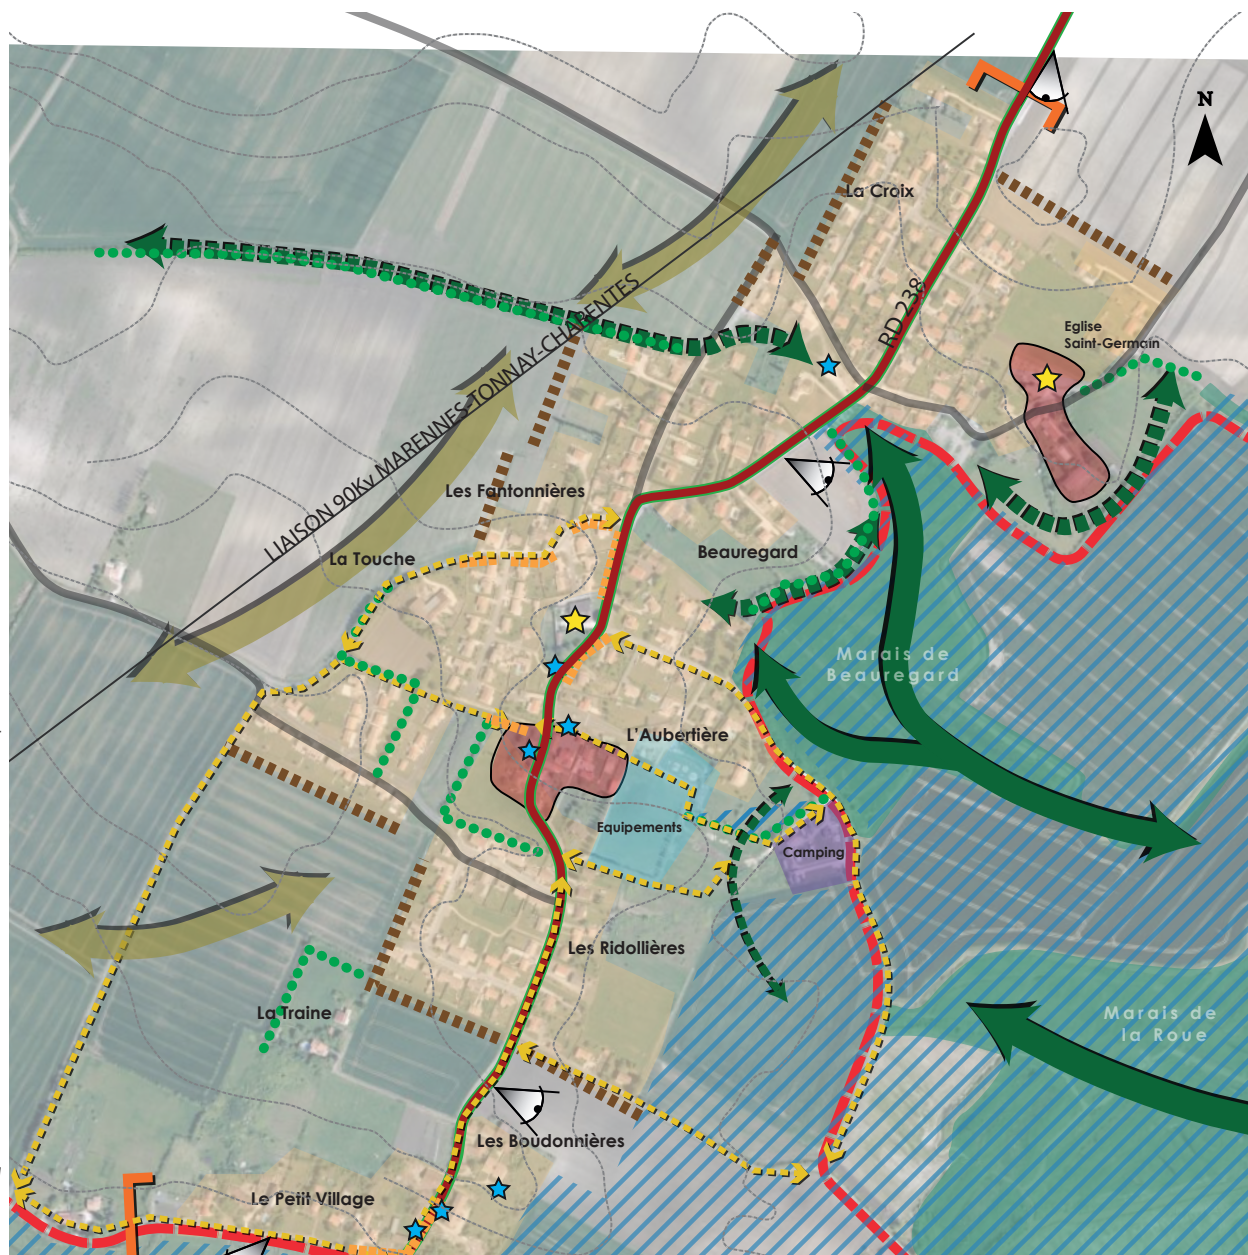 N
La Croix
RD 238
Eglise
Saint-Germain
LIAISON 90Kv MARENNES-TONNAY-CHARENTES
Les Fantonnières
La Touche
Beauregard
Marais de
Beauregard
L'Aubertière
Equipements
Camping
Les Ridollières
La Traine
Marais de
la Roue
Les Boudonnières
Le Petit Village